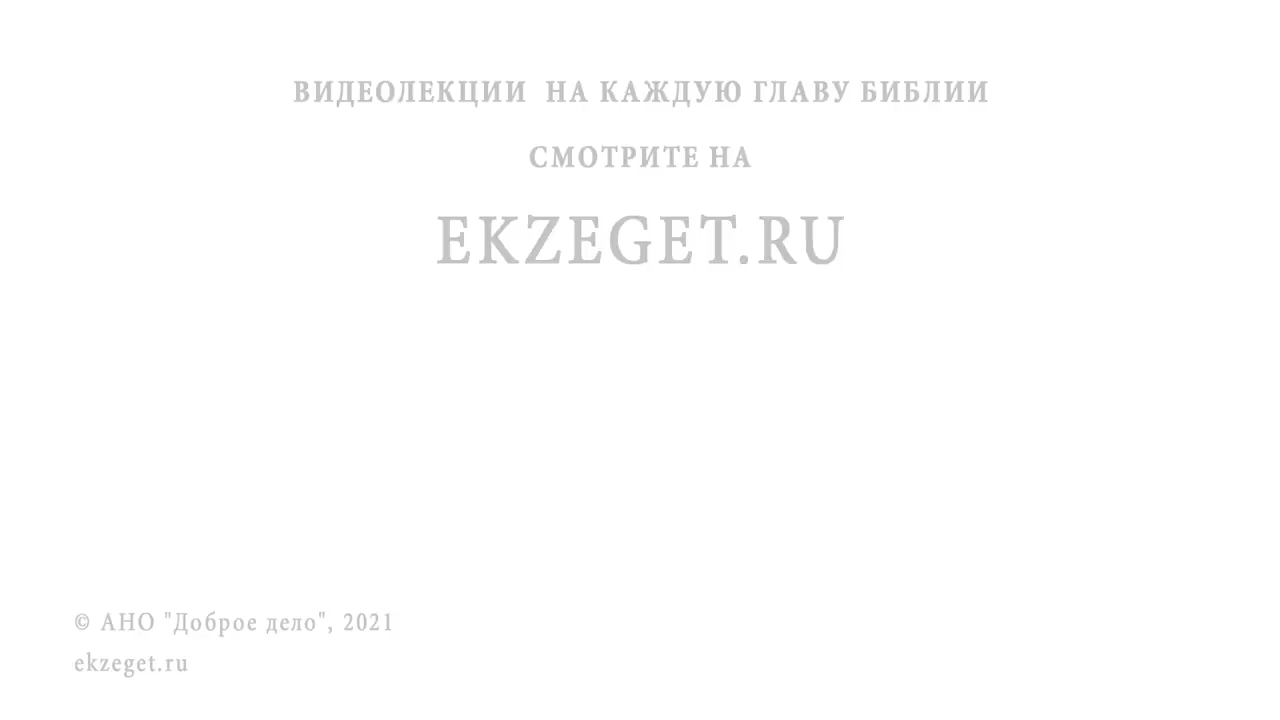 ВИДЕОЛЕКЦИИ НА КАЖДУЮ ГЛАВУ БИБЛИИ
СМОТРИТЕ НА
EKZEGET.RU
© АНО "Доброе дело", 2021
ekzeget.ru